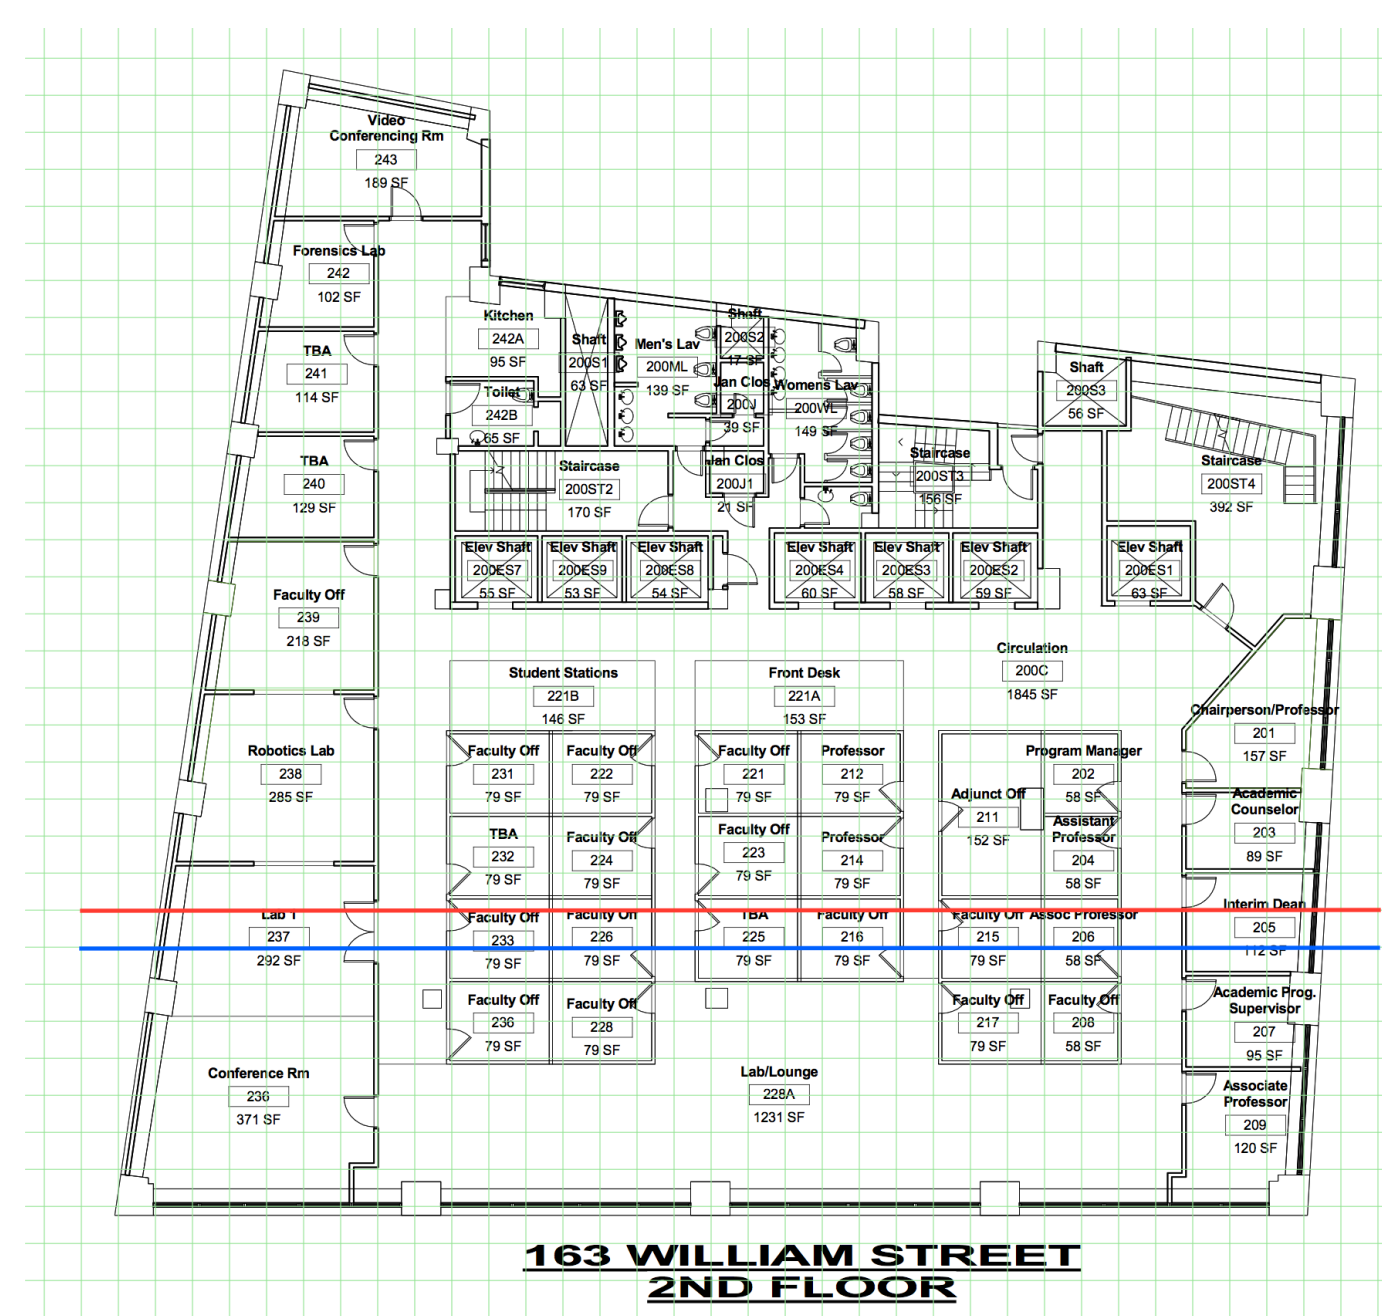 Video
Conferencing Rm
243
189 SF
Forensics Lab
242
102 SF
TBA
241
114 SF
TBA
240
129 SF
Faculty Off
239
218 SF
Robotics Lab
238
285 SF
Lab 1
237
292 SF
Conference Rm
236
371 SF
Kitchen
242A
95 SF
Toilet
242B
65 SF
Shaft
200S1
63 SF
Men's Lav
200ML
139 SF
Shaft
200S2
17 SF
Jan Clos
200J
39 SF
Womens Lav
200WL
149 SF
Jan Clos
200J1
21 SF
Staircase
200ST2
170 SF
Staircase
200ST3
156 SF
Shaft
200S3
56 SF
Staircase
200ST4
392 SF
Elev Shaft
200ES7
55 SF
Elev Shaft
200ES9
53 SF
Elev Shaft
200ES8
54 SF
Elev Shaft
200ES4
60 SF
Elev Shaft
200ES3
58 SF
Elev Shaft
200ES2
59 SF
Elev Shaft
200ES1
63 SF
Circulation
200C
1845 SF
Student Stations
221B
146 SF
Front Desk
221A
153 SF
Faculty Off
231
79 SF
Faculty Off
222
79 SF
TBA
232
79 SF
Faculty Off
224
79 SF
Faculty Off
233
79 SF
Faculty Off
226
79 SF
Faculty Off
236
79 SF
Faculty Off
228
79 SF
Faculty Off
221
79 SF
Professor
212
79 SF
Faculty Off
223
79 SF
Professor
214
79 SF
TBA
225
79 SF
Faculty Off
216
79 SF
Adjunct Off
211
152 SF
Program Manager
202
58 SF
Assistant
Professor
204
58 SF
Faculty Off
215
79 SF
Assoc Professor
206
58 SF
Faculty Off
217
79 SF
Faculty Off
208
58 SF
Chairperson/Professor
201
157 SF
Academic
Counselor
203
89 SF
Interim Dean
205
112 SF
Academic Prog.
Supervisor
207
95 SF
Associate
Professor
209
120 SF
Lab/Lounge
228A
1231 SF
163 WILLIAM STREET
2ND FLOOR